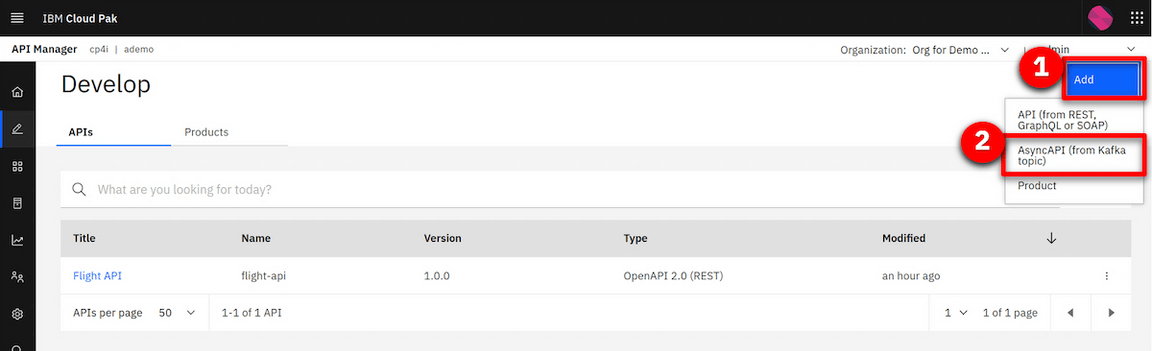 IBM Cloud Pak
API Manager cp4i | ademo Organization: Org for Demo ...
1
Add
Develop
API (from REST,
GraphQL or SOAP)
APIs Products
2
AsyncAPI (from Kafka
topic)
Product
What are you looking for today?
Title Name Version Type Modified
Flight API flight-api 1.0.0 OpenAPI 2.0 (REST) an hour ago
APIs per page 50 1-1 of 1 API 1 1 of 1 page